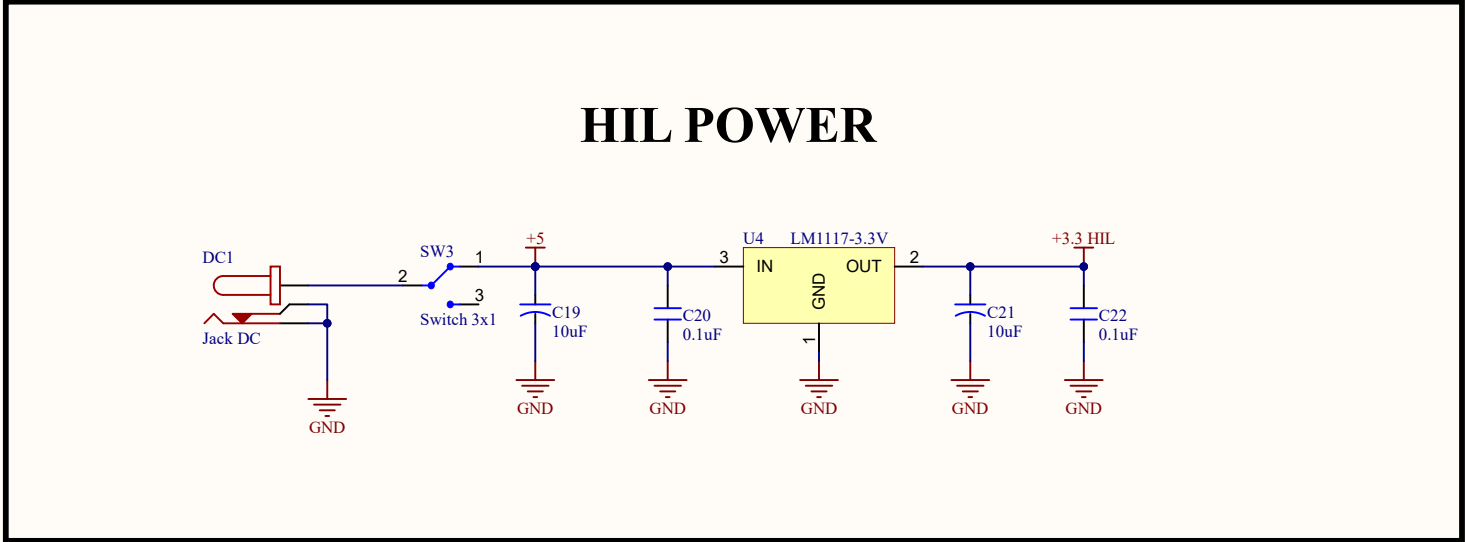 HIL POWER
DC1
Jack DC
GND
SW3
2
1
3
Switch 3x1
+5
C19
10uF
GND
C20
0.1uF
GND
U4
LM1117-3.3V
3
IN
OUT
GND
2
1
GND
C21
10uF
GND
+3.3 HIL
C22
0.1uF
GND